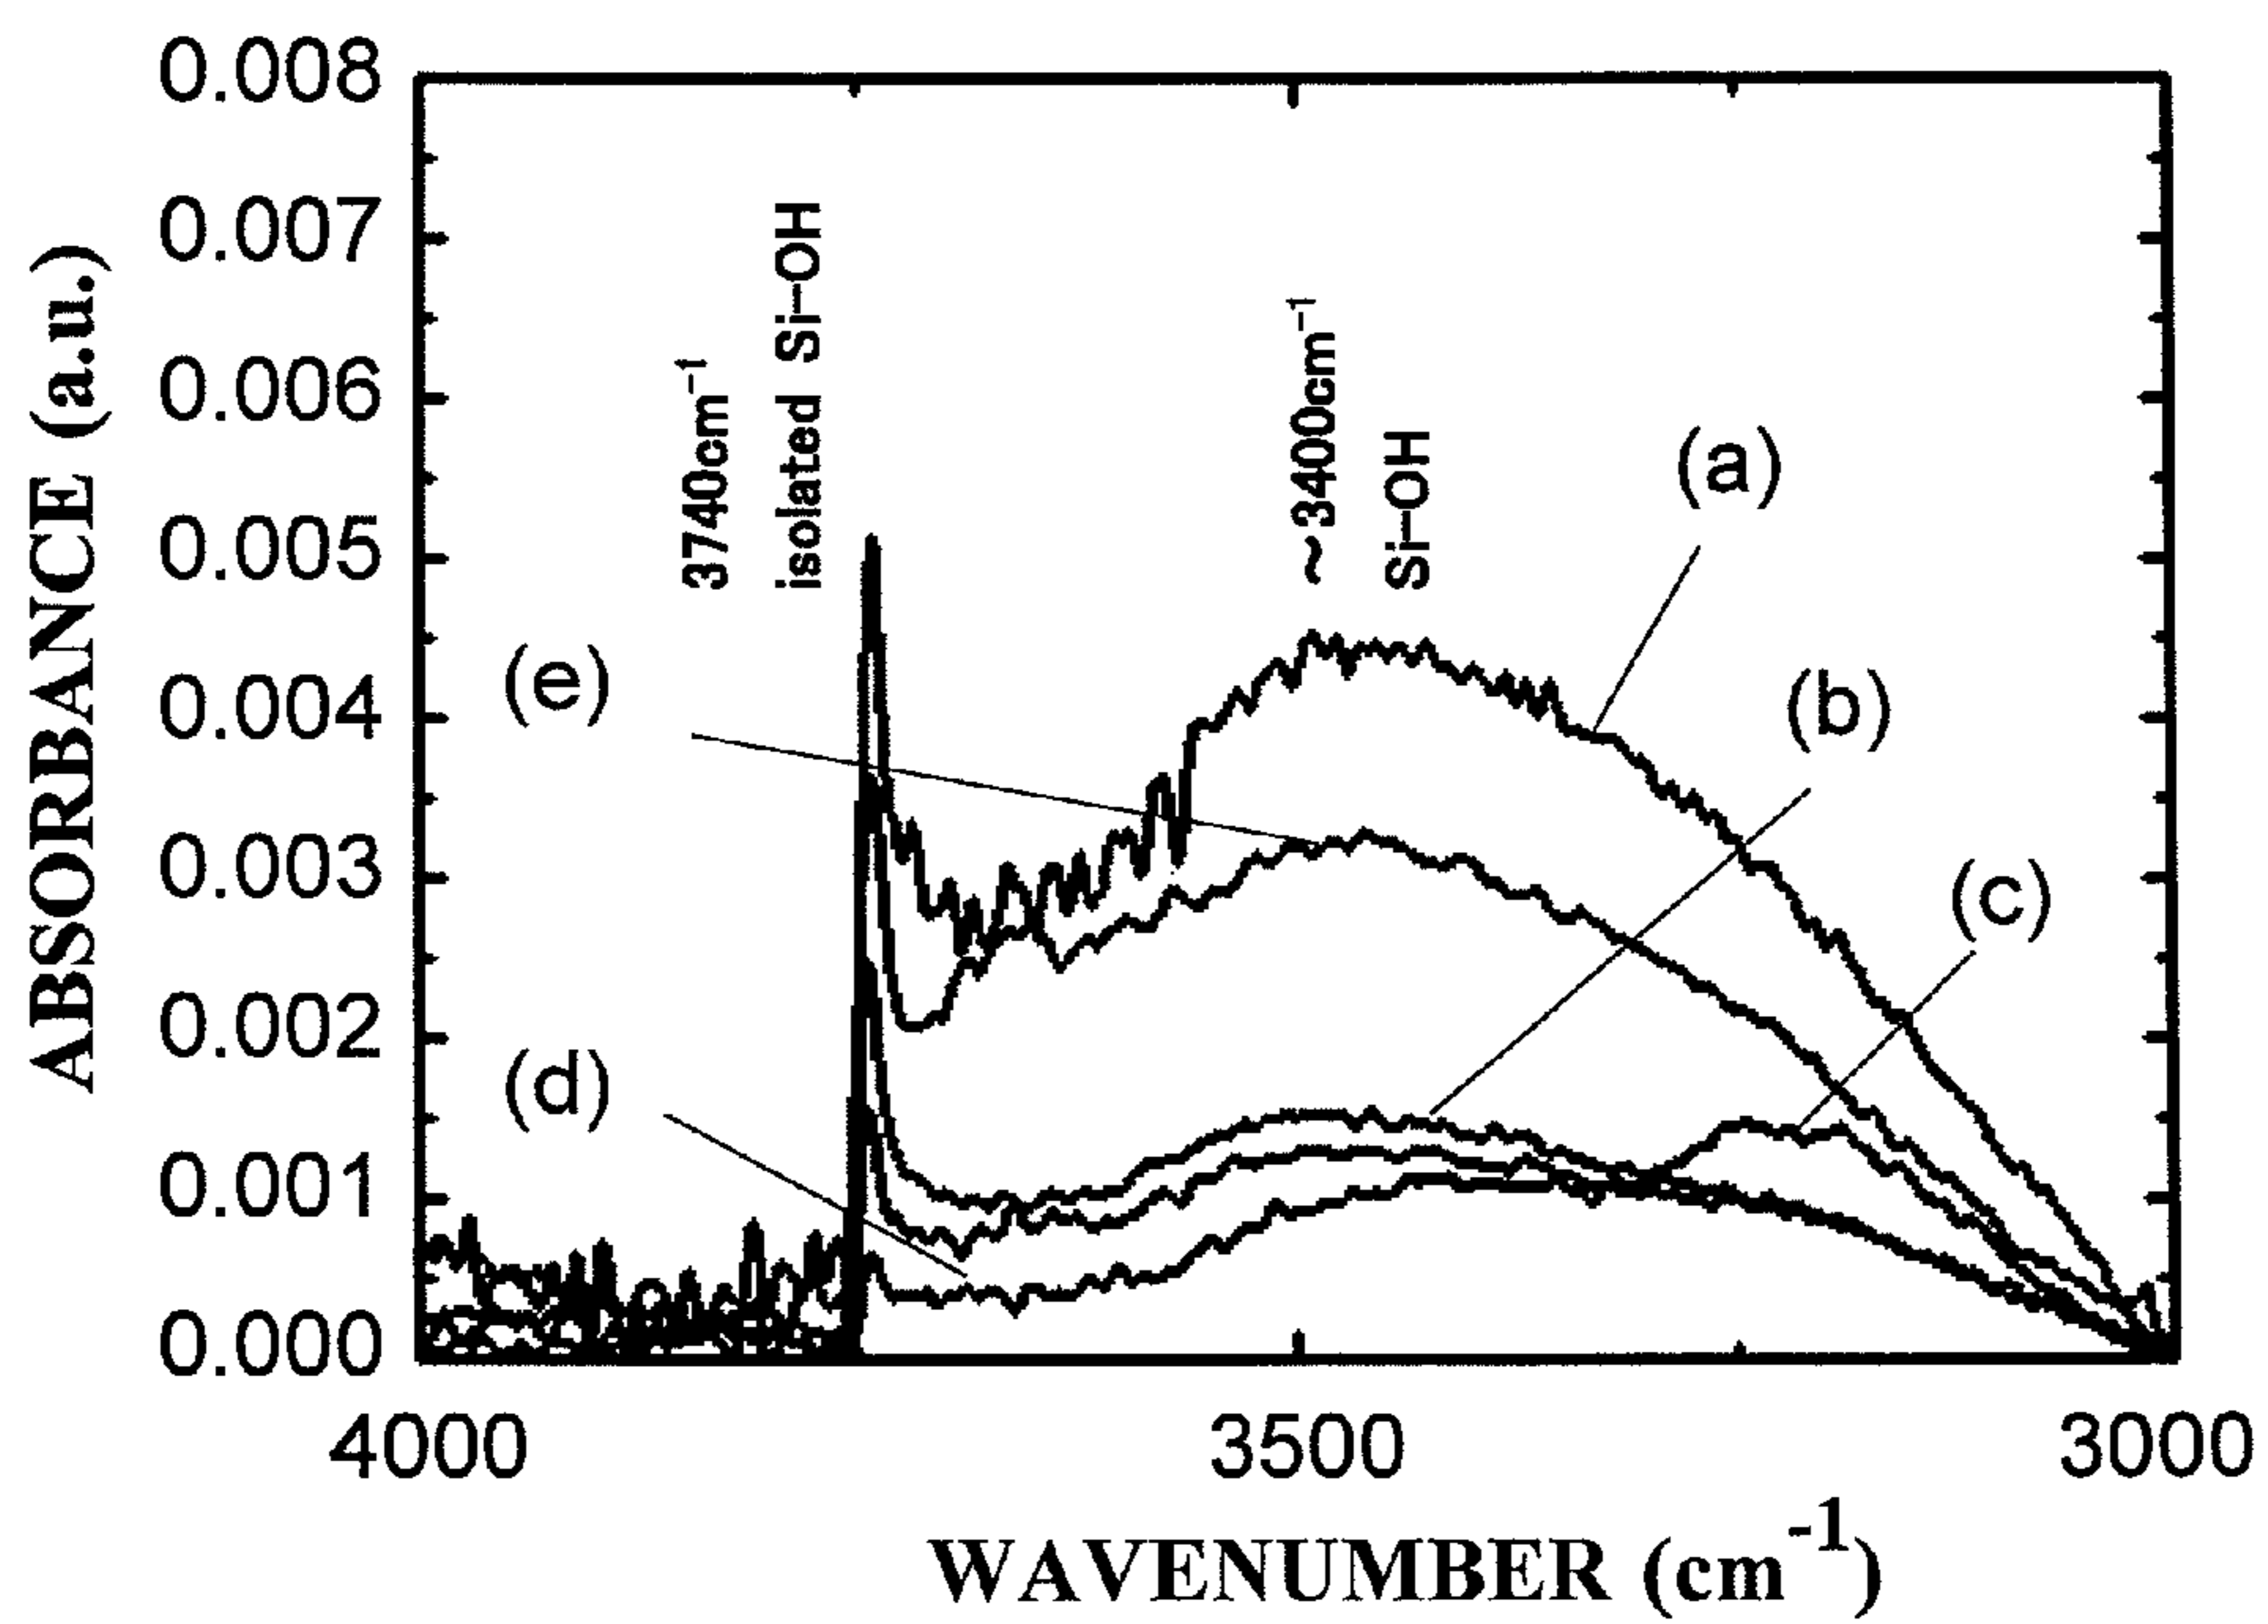 0.008
0.007
0.006
0.005
0.004
0.003
0.002
0.001
0.000
ABSORBANCE (a.u.)
3740cm⁻¹
isolated Si–OH
~3400cm⁻¹
Si–OH
(a)
(e)
(b)
(c)
(d)
4000
3500
3000
WAVENUMBER (cm⁻¹)